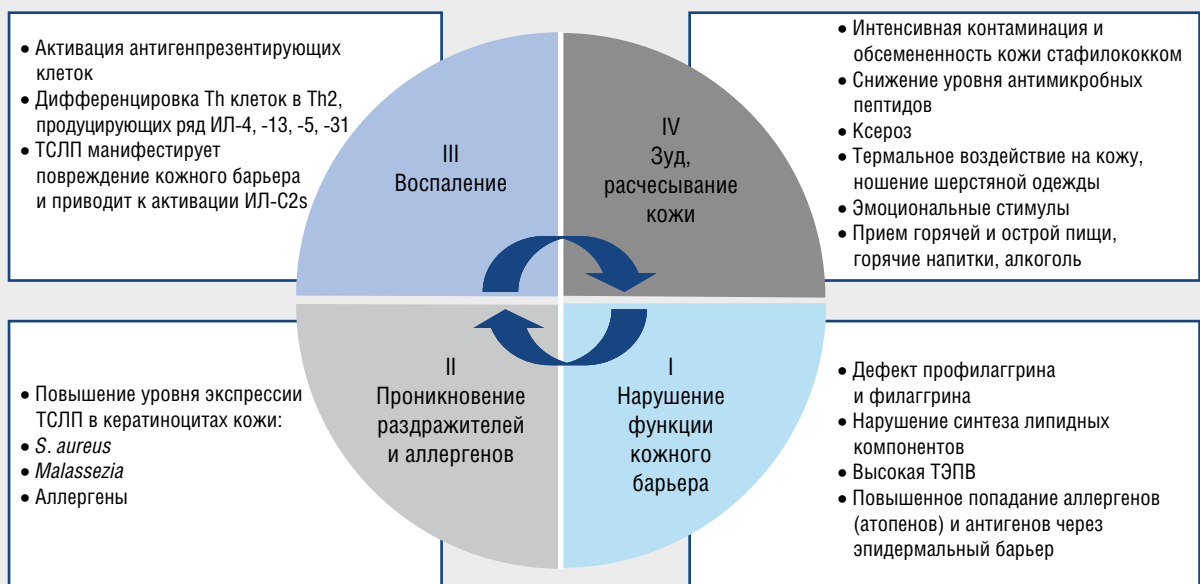 • Активация антигенпрезентирующих
клеток
• Дифференцировка Th клеток в Th2,
продуцирующих ряд ИЛ-4, -13, -5, -31
• ТСЛП манифестирует
повреждение кожного барьера
и приводит к активации ИЛ-C2s
III
Воспаление
IV
Зуд,
расчесывание
кожи
• Интенсивная контаминация и
обсемененность кожи стафилококком
• Снижение уровня антимикробных
пептидов
• Ксероз
• Термальное воздействие на кожу,
ношение шерстяной одежды
• Эмоциональные стимулы
• Прием горячей и острой пищи,
горячие напитки, алкоголь
• Повышение уровня экспрессии
ТСЛП в кератиноцитах кожи:
• S. aureus
• Malassezia
• Аллергены
II
Проникновение
раздражителей
и аллергенов
I
Нарушение
функции
кожного
барьера
• Дефект профилаггрина
и филаггрина
• Нарушение синтеза липидных
компонентов
• Высокая ТЭПВ
• Повышенное попадание аллергенов
(атопенов) и антигенов через
эпидермальный барьер